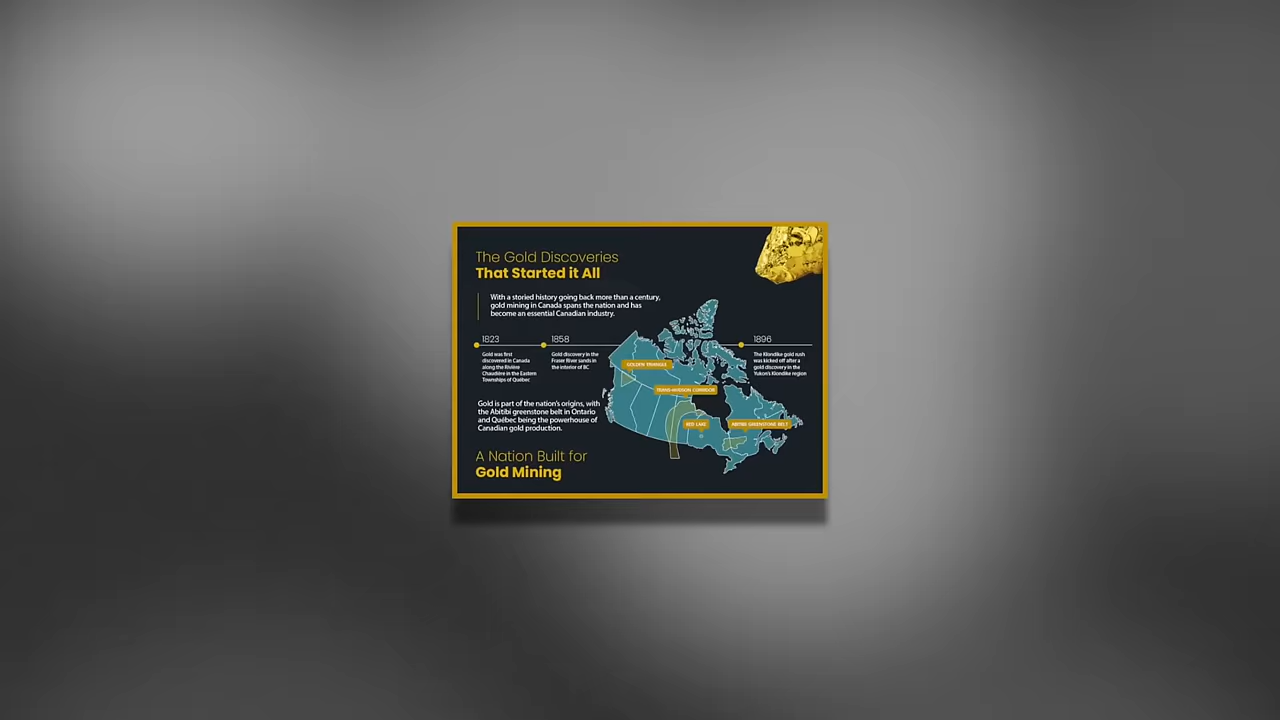 The Gold Discoveries
That Started it All
With a storied history going back more than a century,
gold mining in Canada spans the nation and has
become an essential Canadian industry.
1823
Gold was first
discovered in Canada
along the Rivière
Chaudière in the Eastern
Townships of Québec
1858
Gold discovery in the
Fraser River sands in
the interior of BC
1896
The Klondike gold rush
was kicked off after a
gold discovery in the
Yukon's Klondike region
GOLDEN TRIANGLE
TRANS-HUDSON CORRIDOR
RED LAKE
ABITIBI GREENSTONE BELT
Gold is part of the nation's origins, with
the Abitibi greenstone belt in Ontario
and Québec being the powerhouse of
Canadian gold production.
A Nation Built for
Gold Mining